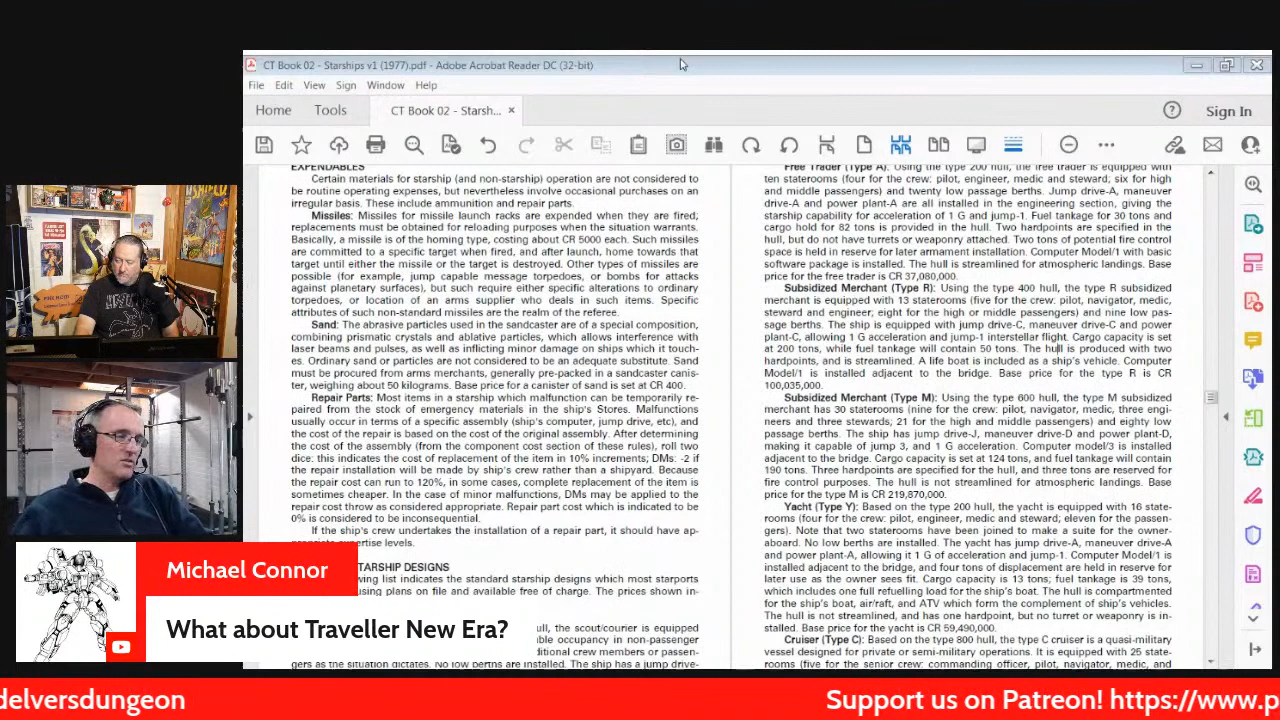 CT Book 02 - Starships v1 (1977).pdf - Adobe Acrobat Reader DC (32-bit)
File Edit View Sign Window Help
Home Tools CT Book 02 - Starsh... × Sign In
EXPENDABLES
Certain materials for starship (and non-starship) operation are not considered to
be routine operating expenses, but nevertheless involve occasional purchases on an
irregular basis. These include ammunition and repair parts.
Missiles: Missiles for missile launch racks are expended when they are fired;
replacements must be obtained for reloading purposes when the situation warrants.
Basically, a missile is of the homing type, costing about CR 5000 each. Such missiles
are committed to a specific target when fired, and after launch, home towards that
target until either the missile or the target is destroyed. Other types of missiles are
possible (for example, jump capable message torpedoes, or bombs for attacks
against planetary surfaces), but such require either specific alterations to ordinary
torpedoes, or location of an arms supplier who deals in such items. Specific
attributes of such non-standard missiles are the realm of the referee.
Sand: The abrasive particles used in the sandcaster are of a special composition,
combining prismatic crystals and ablative particles, which allows interference with
laser beams and pulses, as well as inflicting minor damage on ships which it touch-
es. Ordinary sand or particles are not considered to be an adequate substitute. Sand
must be procured from arms merchants, generally pre-packed in a sandcaster canis-
ter, weighing about 50 kilograms. Base price for a canister of sand is set at CR 400.
Repair Parts: Most items in a starship which malfunction can be temporarily re-
paired from the stock of emergency materials in the ship's Stores. Malfunctions
usually occur in terms of a specific assembly (ship's computer, jump drive, etc), and
the cost of the repair is based on the cost of the original assembly. After determining
the cost of the assembly (from the component cost section of these rules), roll two
dice: this indicates the cost of replacement of the item in 10% increments; DMs: -2 if
the repair installation will be made by ship's crew rather than a shipyard. Because
the repair cost can run to 120%, in some cases, complete replacement of the item is
sometimes cheaper. In the case of minor malfunctions, DMs may be applied to the
repair cost throw as considered appropriate. Repair part cost which is indicated to be
0% is considered to be inconsequential.
If the ship's crew undertakes the installation of a repair part, it should have ap-
expertise levels.
STARSHIP DESIGNS
list indicates the standard starship designs which most starports
using plans on file and available free of charge. The prices shown in-
the scout/courier is equipped
occupancy in non-passenger
crew members or passen-
gers as the situation dictates. No low berths are installed. The ship has a jump drive-
Free Trader (Type A): Using the type 200 hull, the free trader is equipped with
ten staterooms (four for the crew: pilot, engineer, medic and steward; six for high
and middle passengers) and twenty low passage berths. Jump drive-A, maneuver
drive-A and power plant-A are all installed in the engineering section, giving the
starship capability for acceleration of 1 G and jump-1. Fuel tankage for 30 tons and
cargo hold for 82 tons is provided in the hull. Two hardpoints are specified in the
hull, but do not have turrets or weaponry attached. Two tons of potential fire control
space is held in reserve for later armament installation. Computer Model/1 with basic
software package is installed. The hull is streamlined for atmospheric landings. Base
price for the free trader is CR 37,080,000.
Subsidized Merchant (Type R): Using the type 400 hull, the type R subsidized
merchant is equipped with 13 staterooms (five for the crew: pilot, navigator, medic,
steward and engineer; eight for the high or middle passengers) and nine low pas-
sage berths. The ship is equipped with jump drive-C, maneuver drive-C and power
plant-C, allowing 1 G acceleration and jump-1 interstellar flight. Cargo capacity is set
at 200 tons, while fuel tankage will contain 50 tons. The hull is produced with two
hardpoints, and is streamlined. A life boat is included as a ship's vehicle. Computer
Model/1 is installed adjacent to the bridge. Base price for the type R is CR
100,035,000.
Subsidized Merchant (Type M): Using the type 600 hull, the type M subsidized
merchant has 30 staterooms (nine for the crew: pilot, navigator, medic, three engi-
neers and three stewards; 21 for the high and middle passengers) and eighty low
passage berths. The ship has jump drive-J, maneuver drive-D and power plant-D,
making it capable of jump 3, and 1 G acceleration. Computer model/3 is installed
adjacent to the bridge. Cargo capacity is set at 124 tons, and fuel tankage will contain
190 tons. Three hardpoints are specified for the hull, and three tons are reserved for
fire control purposes. The hull is not streamlined for atmospheric landings. Base
price for the type M is CR 219,870,000.
Yacht (Type Y): Based on the type 200 hull, the yacht is equipped with 16 state-
rooms (four for the crew: pilot, engineer, medic and steward; eleven for the passen-
gers). Note that two staterooms have been joined to make a suite for the owner-
aboard. No low berths are installed. The yacht has jump drive-A, maneuver drive-A
and power plant-A, allowing it 1 G of acceleration and jump-1. Computer Model/1 is
installed adjacent to the bridge, and four tons of displacement are held in reserve for
later use as the owner sees fit. Cargo capacity is 13 tons; fuel tankage is 39 tons,
which includes one full refuelling load for the ship's boat. The hull is compartmented
for the ship's boat, air/raft, and ATV which form the complement of ship's vehicles.
The hull is not streamlined, and has one hardpoint, but no turret or weaponry is in-
stalled. Base price for the yacht is CR 59,490,000.
Cruiser (Type C): Based on the type 800 hull, the type C cruiser is a quasi-military
vessel designed for private or semi-military operations. It is equipped with 25 state-
rooms (five for the senior crew: commanding officer, pilot, navigator, medic, and
Michael Connor
What about Traveller New Era?
delversdungeon Support us on Patreon! https://www.p